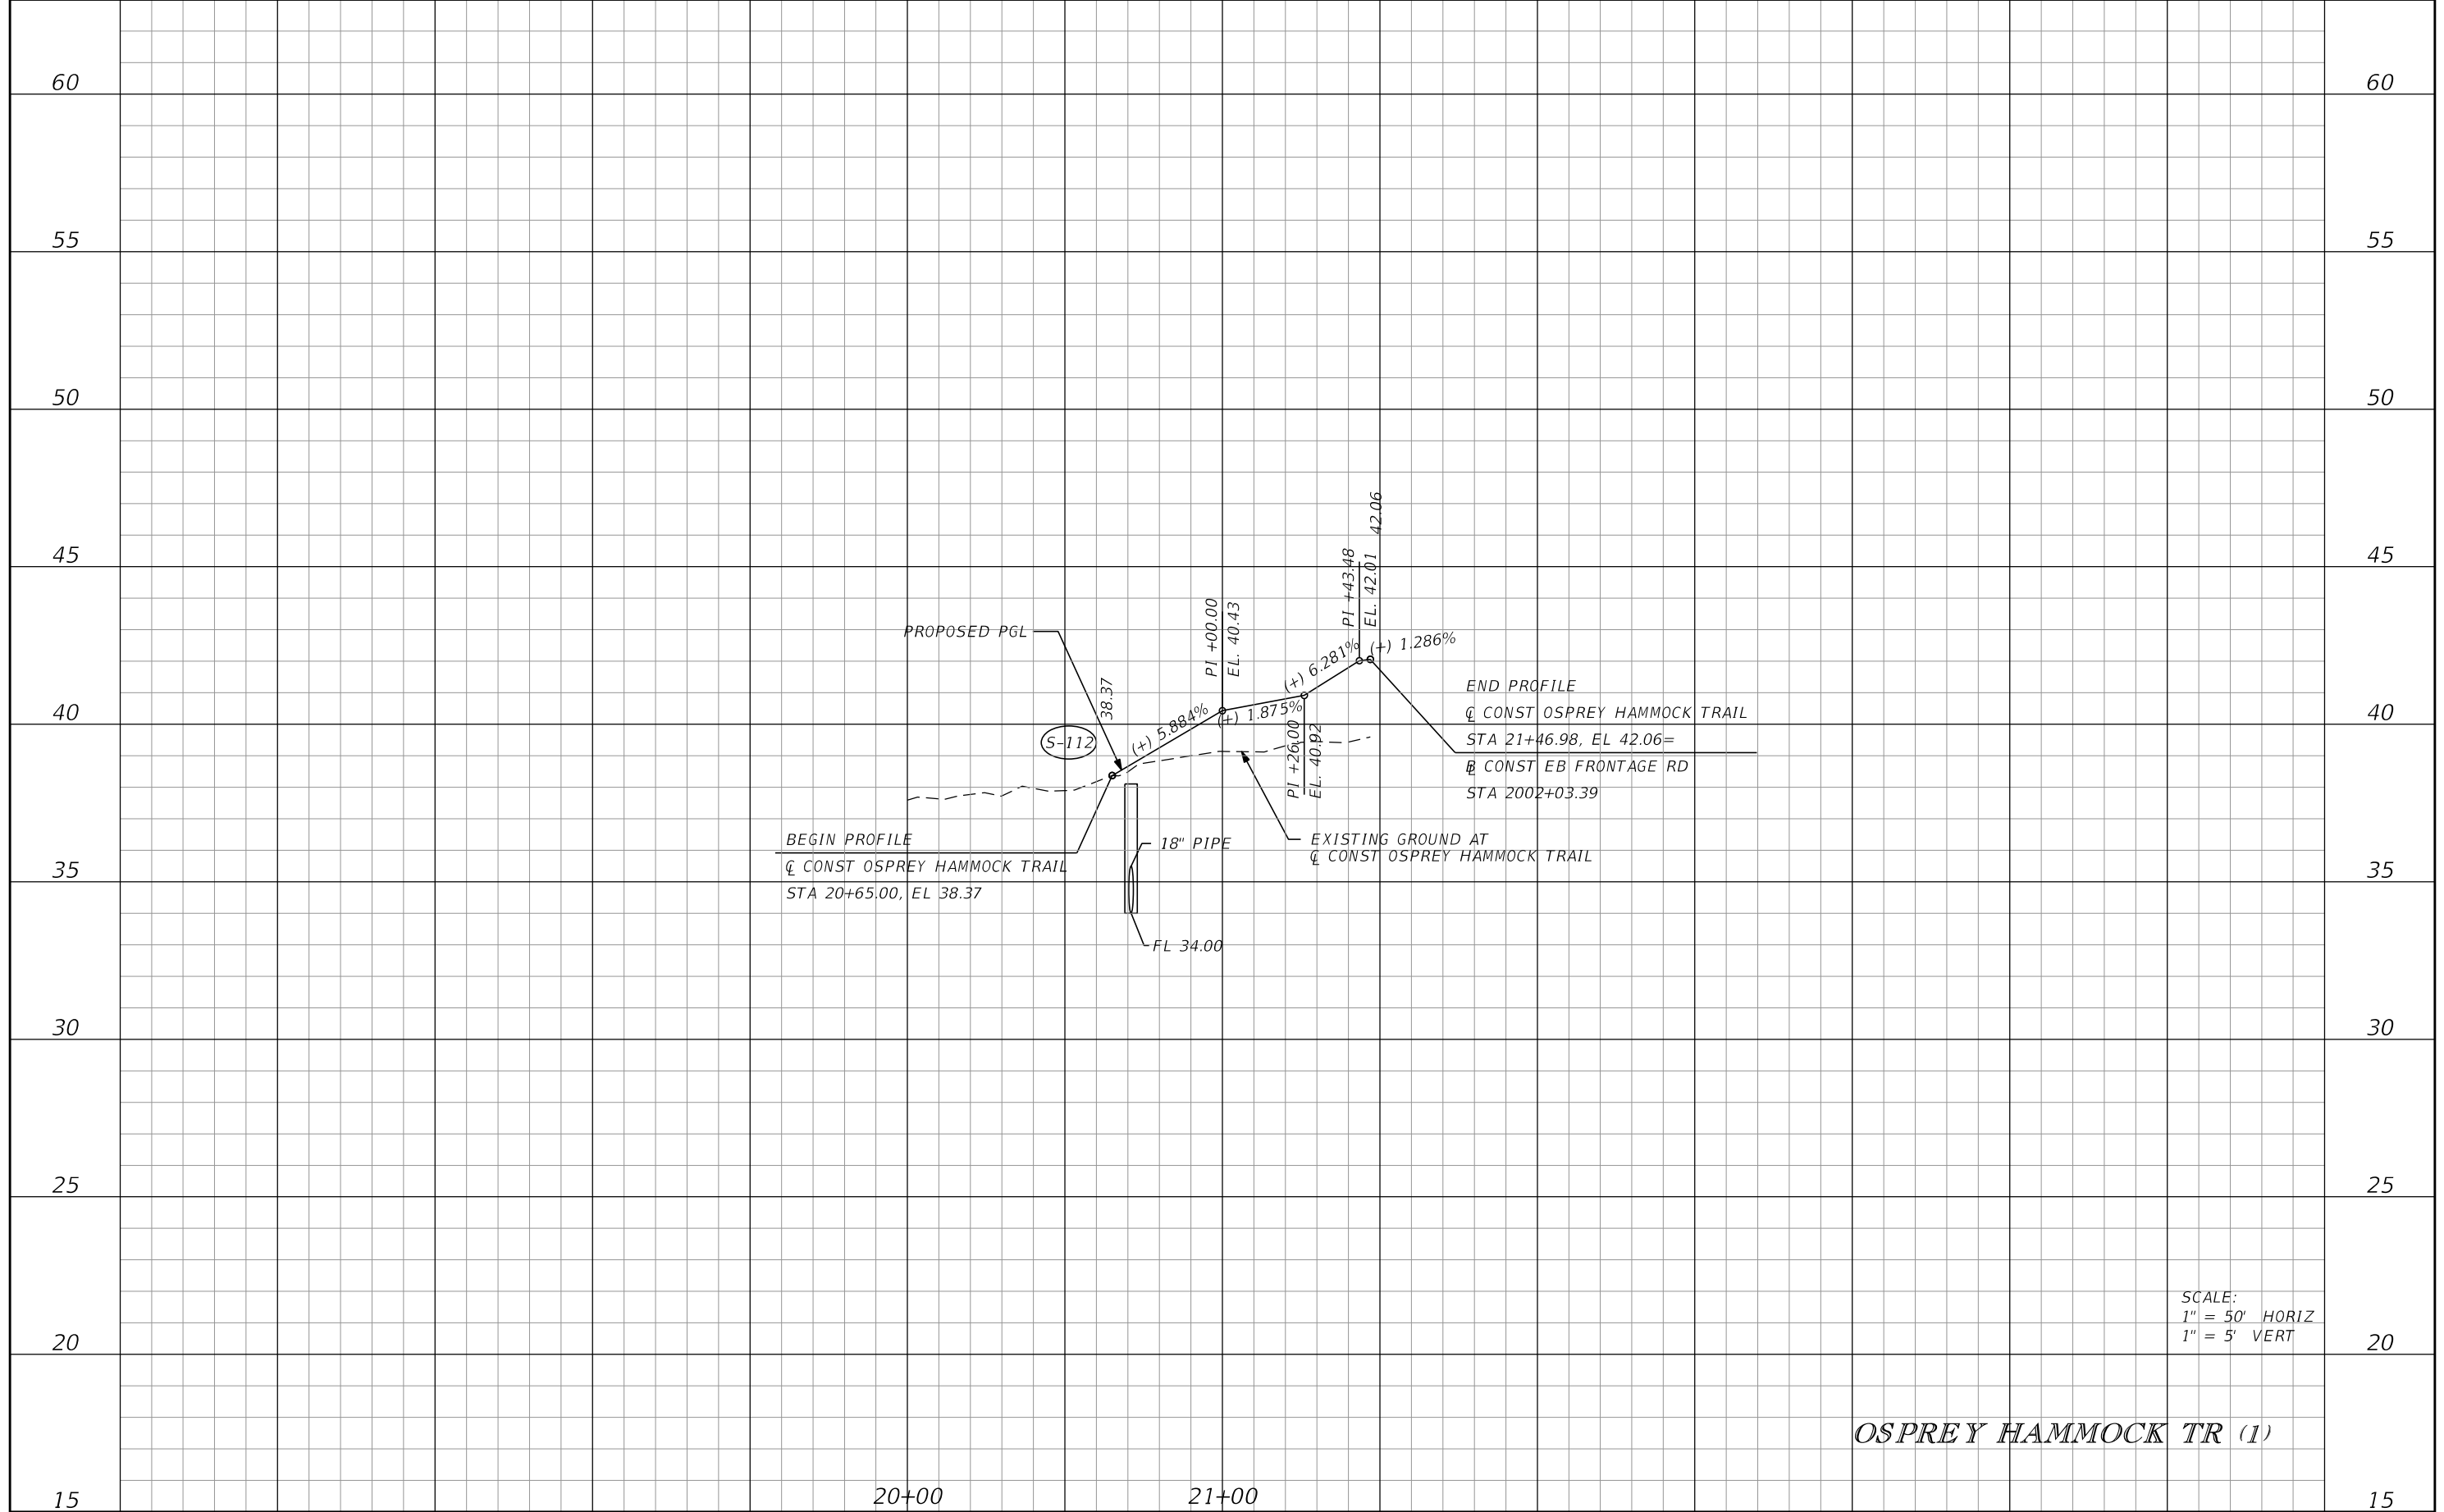 60 60
55 55
50 50
45 45
40 40
35 35
30 30
25 25
20 20
15 15
PROPOSED PGL
38.37
S-112
(+) 5.884%
PI +00.00
EL. 40.43
(+) 1.875%
PI +26.00
EL. 40.92
(+) 6.281%
PI +43.48
EL. 42.01
42.06
(+) 1.286%
END PROFILE
℄ CONST OSPREY HAMMOCK TRAIL
STA 21+46.98, EL 42.06=
B CONST EB FRONTAGE RD
STA 2002+03.39
BEGIN PROFILE
℄ CONST OSPREY HAMMOCK TRAIL
STA 20+65.00, EL 38.37
18" PIPE
FL 34.00
EXISTING GROUND AT
℄ CONST OSPREY HAMMOCK TRAIL
SCALE:
1" = 50' HORIZ
1" = 5' VERT
OSPREY HAMMOCK TR (1)
20+00 21+00